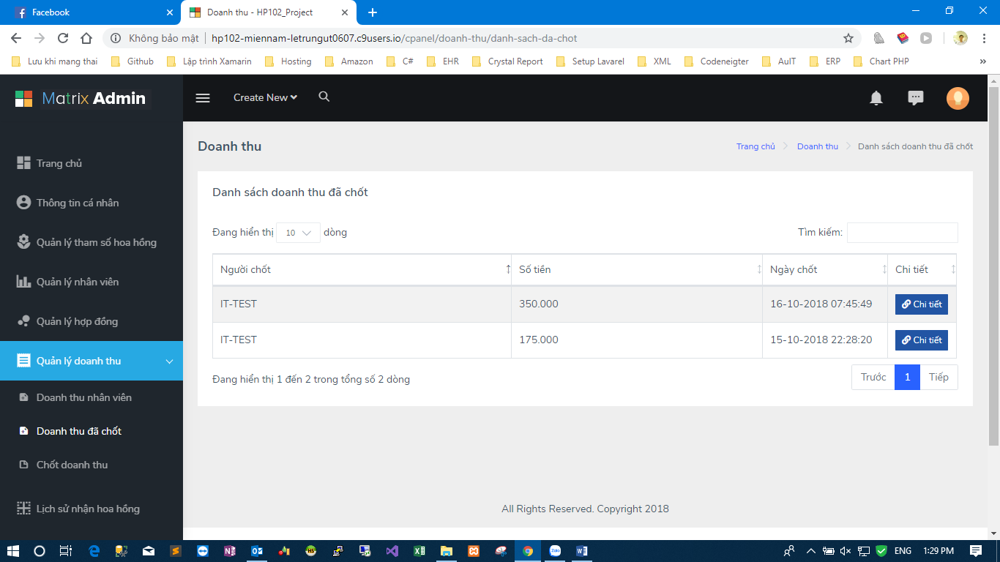 Facebook
Doanh thu - HP102_Project
Không bảo mật
hp102-miennam-letrungut0607.c9users.io/cpanel/doanh-thu/danh-sach-da-chot
Lưu khi mang thai
Github
Lập trình Xamarin
Hosting
Amazon
C#
EHR
Crystal Report
Setup Lavarel
XML
Codeneigter
AuIT
ERP
Chart PHP
Matrix Admin
Create New
Trang chủ
Thông tin cá nhân
Quản lý tham số hoa hồng
Quản lý nhân viên
Quản lý hợp đồng
Quản lý doanh thu
Doanh thu nhân viên
Doanh thu đã chốt
Chốt doanh thu
Lịch sử nhận hoa hồng
Doanh thu
Trang chủ
Doanh thu
Danh sách doanh thu đã chốt
Danh sách doanh thu đã chốt
Đang hiển thị 10 dòng
Tìm kiếm:
Người chốt Số tiền Ngày chốt Chi tiết
IT-TEST 350.000 16-10-2018 07:45:49 Chi tiết
IT-TEST 175.000 15-10-2018 22:28:20 Chi tiết
Đang hiển thị 1 đến 2 trong tổng số 2 dòng
Trước 1 Tiếp
All Rights Reserved. Copyright 2018
HS
Zalo
ENG
1:29 PM